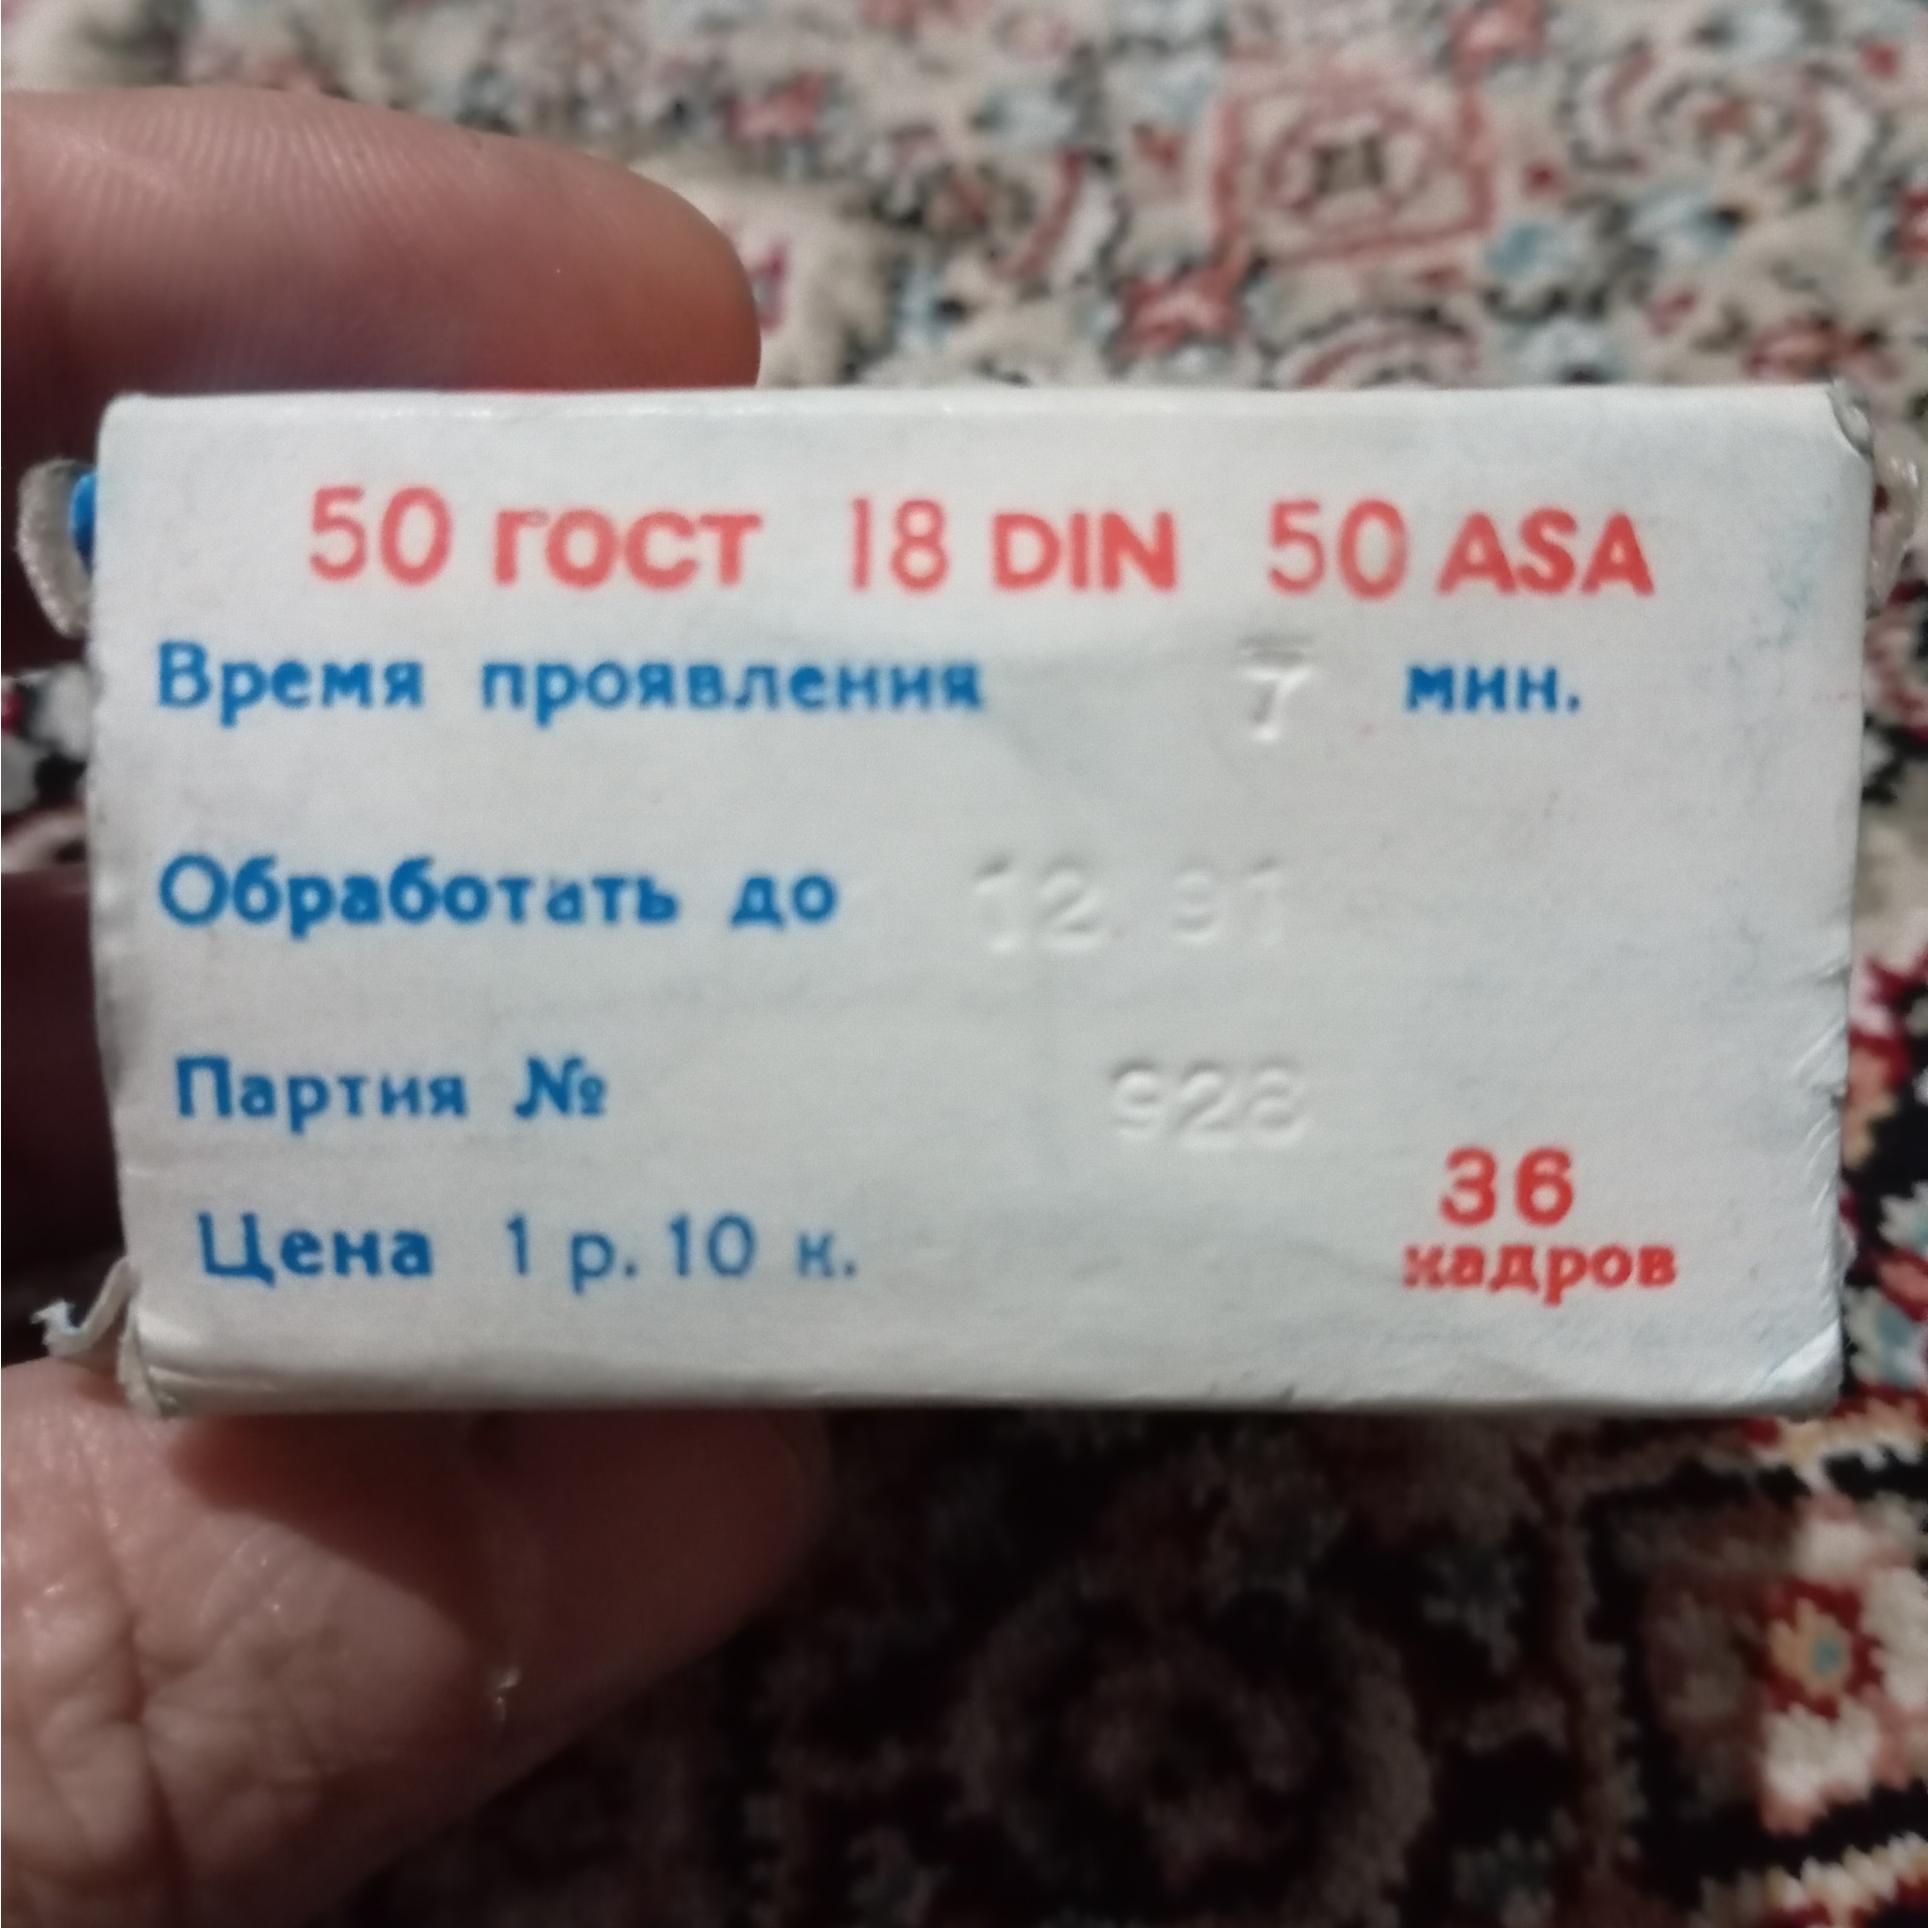 50 ГОСТ 18 DIN 50 ASA
Время проявления 7 мин.
Обработать до 12 91
Партия № 928
Цена 1 р. 10 к.
36
кадров